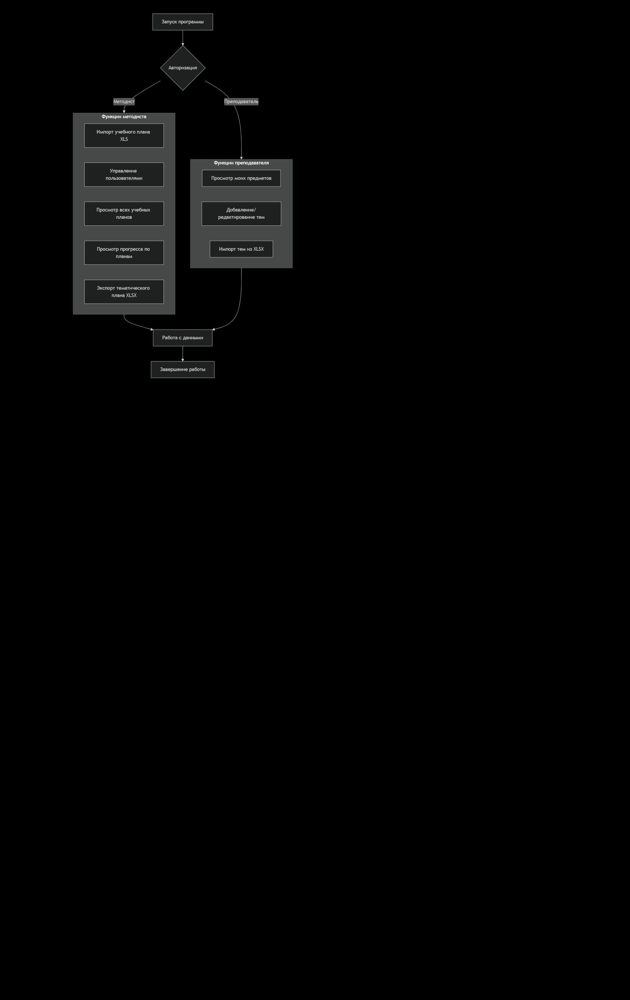 Запуск программы
Авторизация
Методист
Преподаватель
Функции методиста
Импорт учебного плана
XLS
Управление
пользователями
Просмотр всех учебных
планов
Просмотр прогресса по
планам
Экспорт тематического
плана XLSX
Функции преподавателя
Просмотр моих предметов
Добавление/
редактирование тем
Импорт тем из XLSX
Работа с данными
Завершение работы